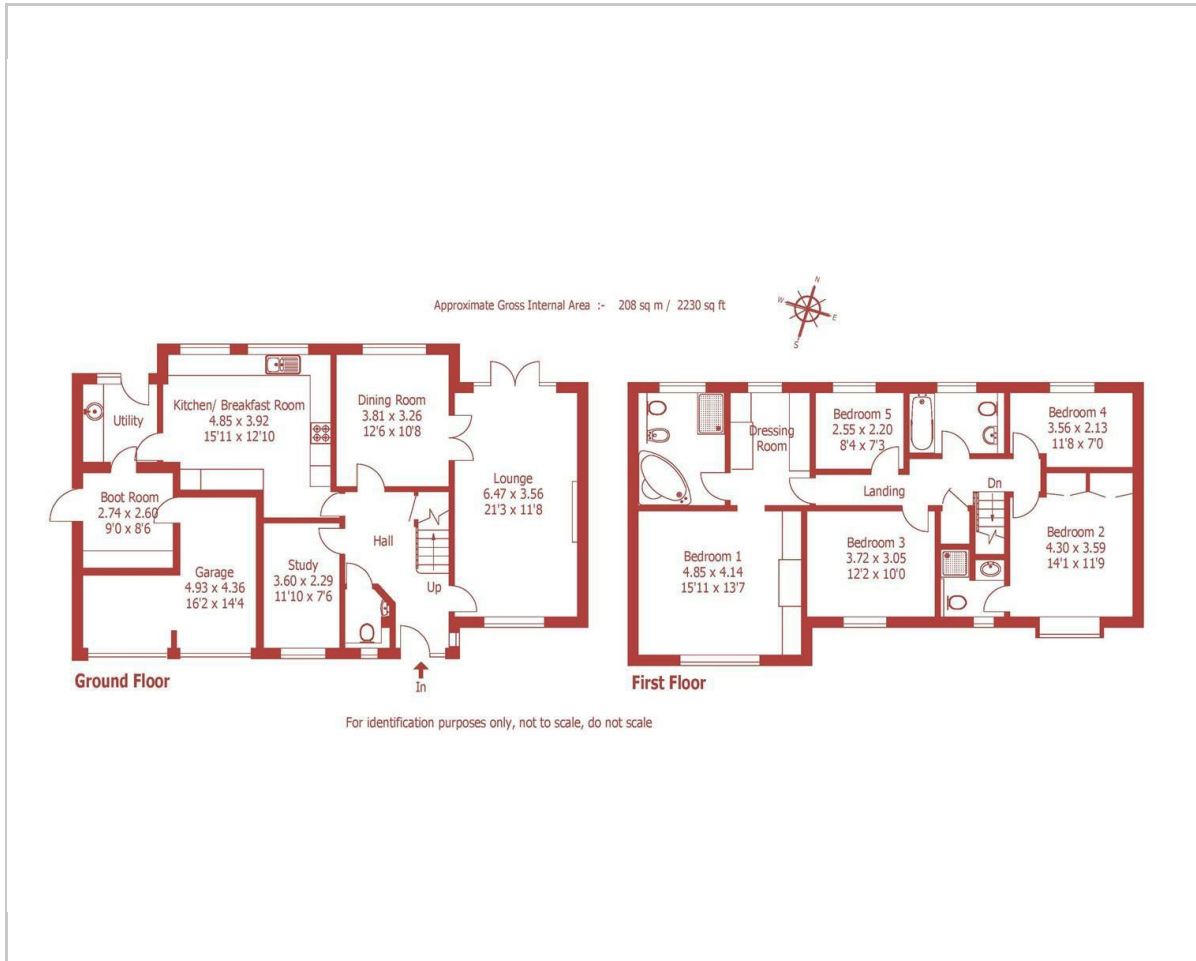 Approximate Gross Internal Area :- 208 sq m / 2230 sq ft
N
W
E
S
Utility
Kitchen/ Breakfast Room
4.85 x 3.92
15'11 x 12'10
Dining Room
3.81 x 3.26
12'6 x 10'8
Lounge
6.47 x 3.56
21'3 x 11'8
Boot Room
2.74 x 2.60
9'0 x 8'6
Garage
4.93 x 4.36
16'2 x 14'4
Study
3.60 x 2.29
11'10 x 7'6
Hall
Up
In
Ground Floor
Dressing
Room
Bedroom 5
2.55 x 2.20
8'4 x 7'3
Bedroom 4
3.56 x 2.13
11'8 x 7'0
Landing
Dn
Bedroom 1
4.85 x 4.14
15'11 x 13'7
Bedroom 3
3.72 x 3.05
12'2 x 10'0
Bedroom 2
4.30 x 3.59
14'1 x 11'9
First Floor
For identification purposes only, not to scale, do not scale